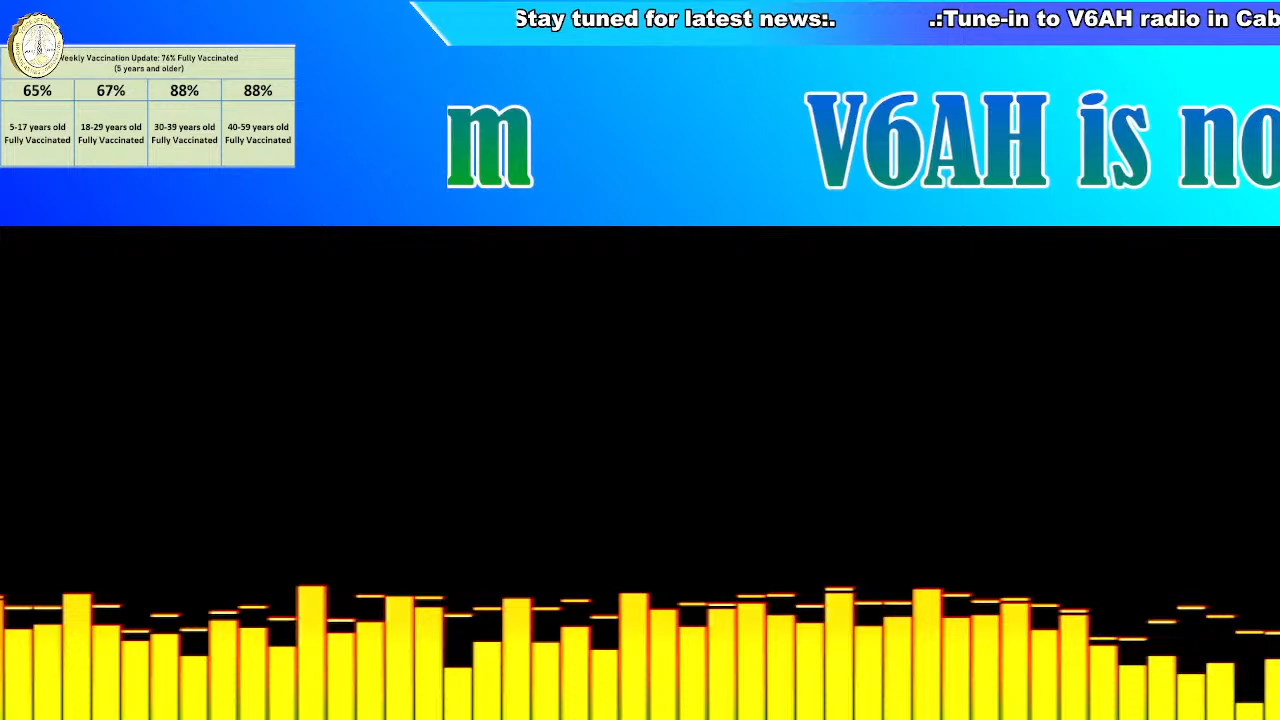 Stay tuned for latest news:. .:Tune-in to V6AH radio in Cab
Weekly Vaccination Update: 76% Fully Vaccinated
(5 years and older)
65% 67% 88% 88%
5-17 years old 18-29 years old 30-39 years old 40-59 years old
Fully Vaccinated Fully Vaccinated Fully Vaccinated Fully Vaccinated
m V6AH is no